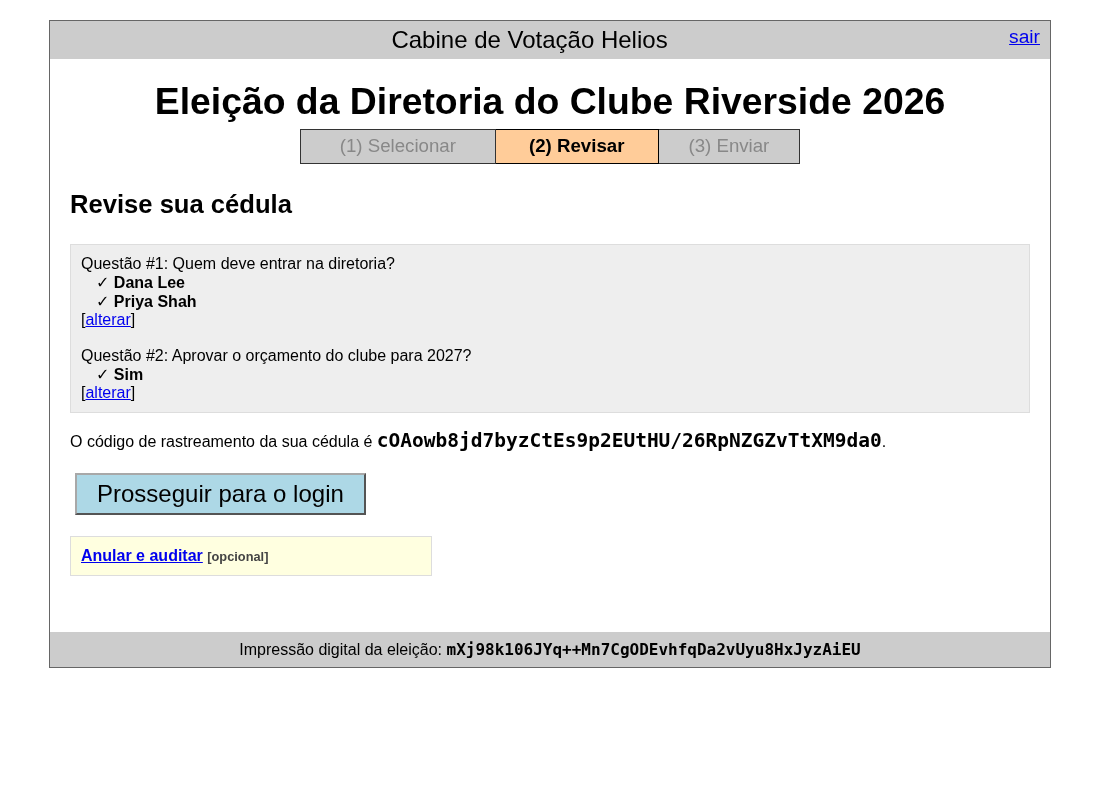 Cabine de Votação Helios
sair
Eleição da Diretoria do Clube Riverside 2026
(1) Selecionar (2) Revisar (3) Enviar
Revise sua cédula
Questão #1: Quem deve entrar na diretoria?
✓ Dana Lee
✓ Priya Shah
[alterar]
Questão #2: Aprovar o orçamento do clube para 2027?
✓ Sim
[alterar]
O código de rastreamento da sua cédula é cOAowb8jd7byzCtEs9p2EUtHU/26RpNZGZvTtXM9da0.
Prosseguir para o login
Anular e auditar [opcional]
Impressão digital da eleição: mXj98k106JYq++Mn7CgODEvhfqDa2vUyu8HxJyzAiEU